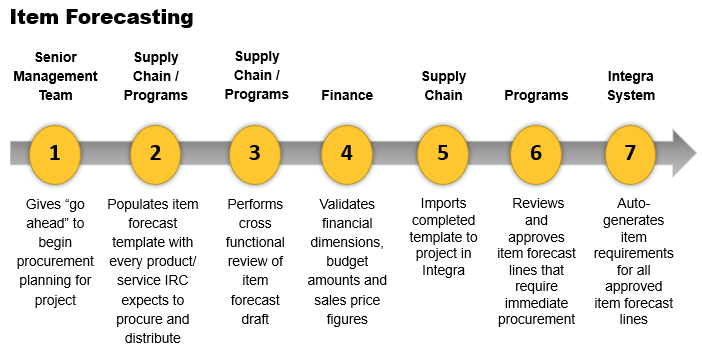 Item Forecasting
Senior
Management
Team
Supply
Chain /
Programs
Supply
Chain /
Programs
Finance
Supply
Chain
Programs
Integra
System
1
2
3
4
5
6
7
Gives “go
ahead” to
begin
procurement
planning for
project
Populates item
forecast
template with
every product/
service IRC
expects to
procure and
distribute
Performs
cross
functional
review of
item
forecast
draft
Validates
financial
dimensions,
budget
amounts and
sales price
figures
Imports
completed
template to
project in
Integra
Reviews
and
approves
item forecast
lines that
require
immediate
procurement
Auto-
generates
item
requirements
for all
approved
item forecast
lines